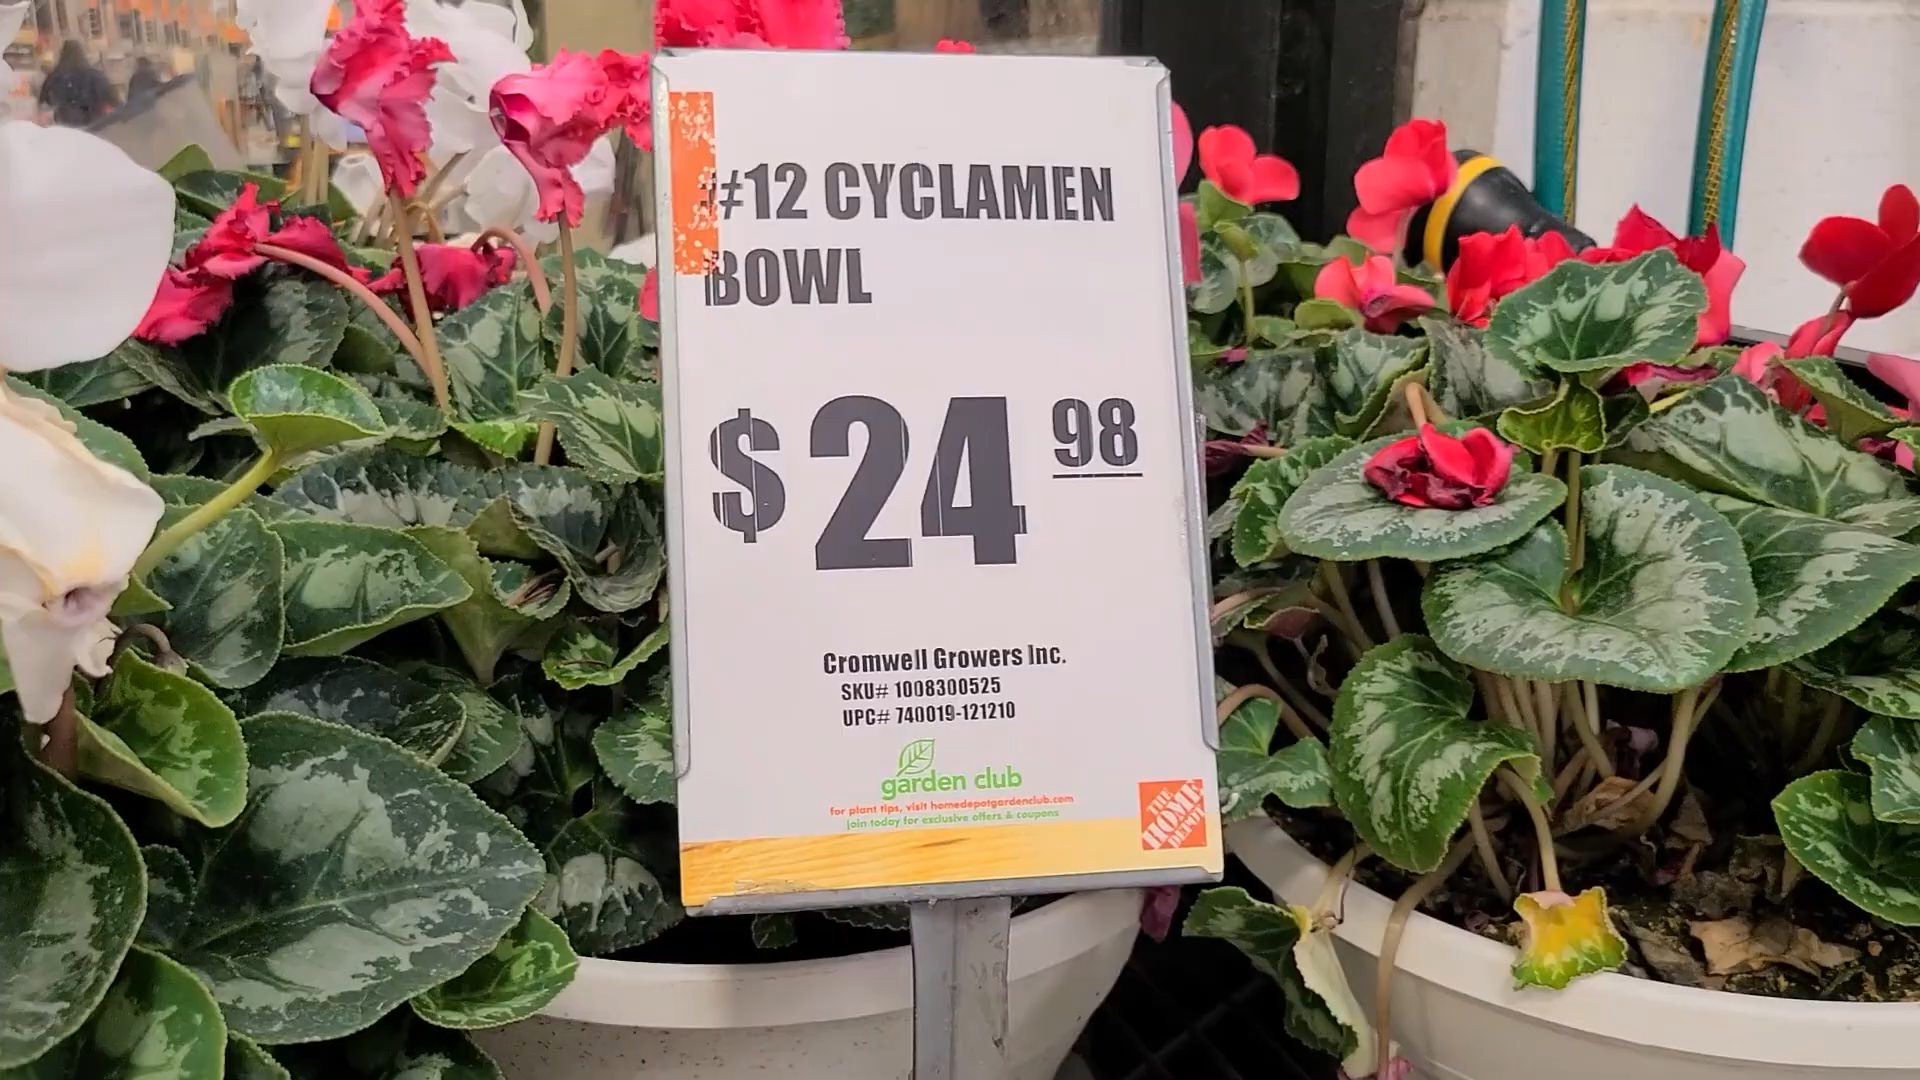 #12 CYCLAMEN
BOWL
$24 98
Cromwell Growers Inc.
SKU# 1008300525
UPC# 740019-121210
garden club
for plant tips, visit homedepotgardenclub.com
join today for exclusive offers & coupons
THE
HOME
DEPOT